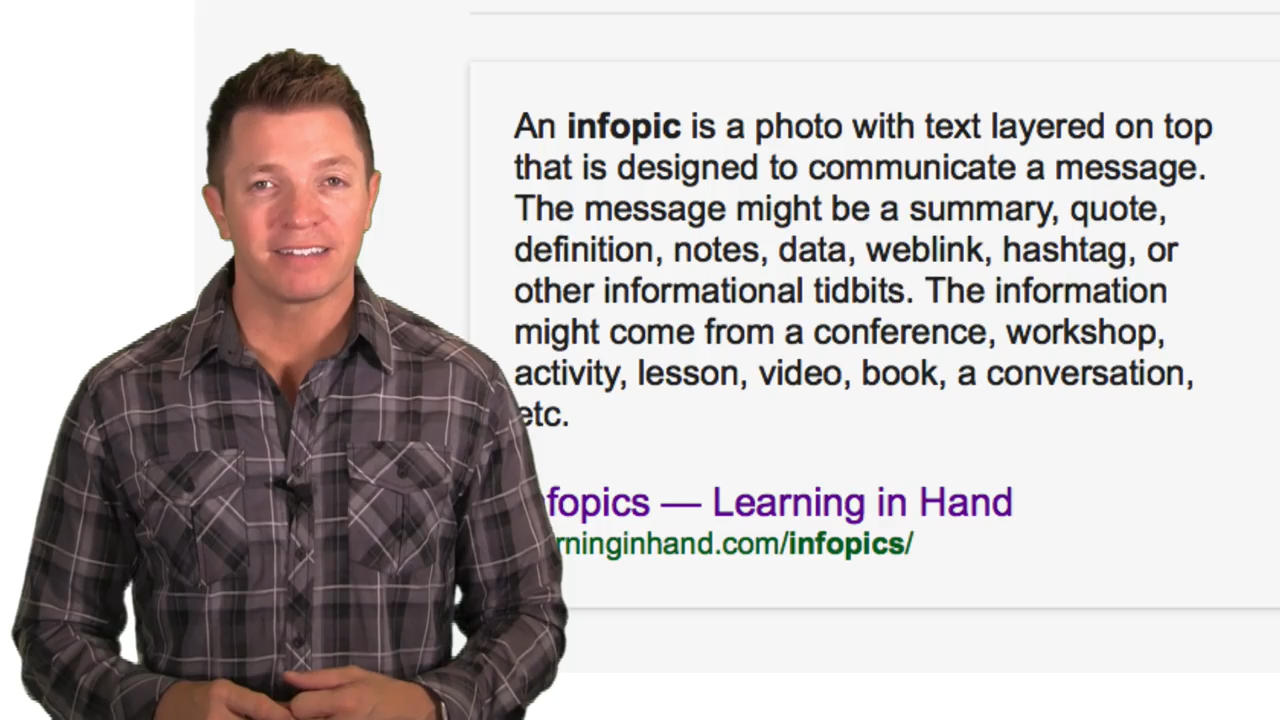 An infopic is a photo with text layered on top
that is designed to communicate a message.
The message might be a summary, quote,
definition, notes, data, weblink, hashtag, or
other informational tidbits. The information
might come from a conference, workshop,
activity, lesson, video, book, a conversation,
etc.
fopics — Learning in Hand
rninginhand.com/infopics/